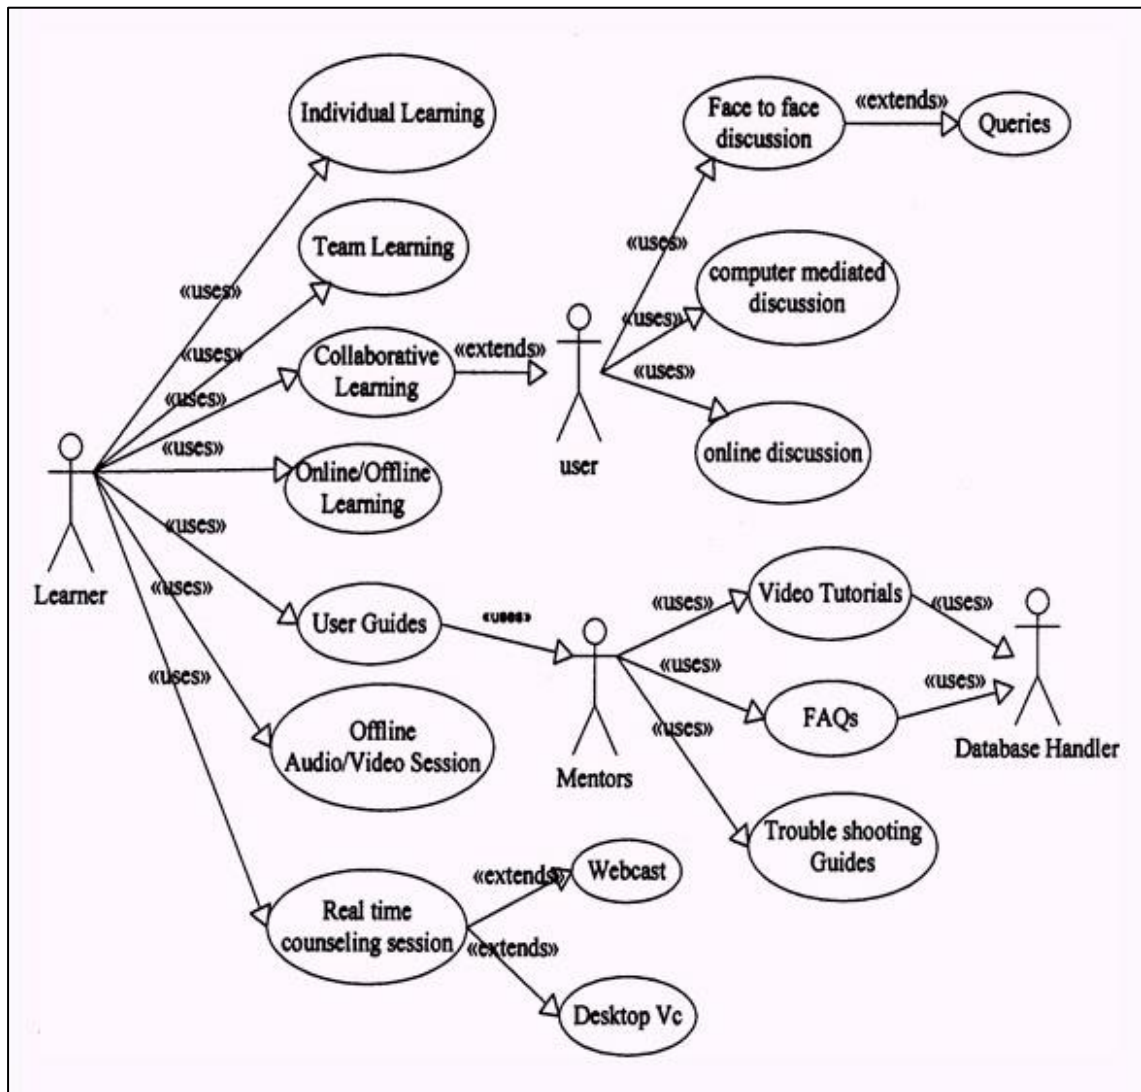 Individual Learning
Face to face
discussion
«extends»
Queries
Team Learning
«uses»
computer mediated
discussion
«uses»
«uses»
«uses»
Collaborative
Learning
«extends»
«uses»
«uses»
«uses»
user
online discussion
Online/Offline
Learning
Learner
«uses»
«uses»
User Guides
«uses»
Mentors
«uses»
Video Tutorials
«uses»
«uses»
FAQs
«uses»
Database Handler
«uses»
«uses»
Offline
Audio/Video Session
Trouble shooting
Guides
Real time
counseling session
«extends»
Webcast
«extends»
Desktop Vc